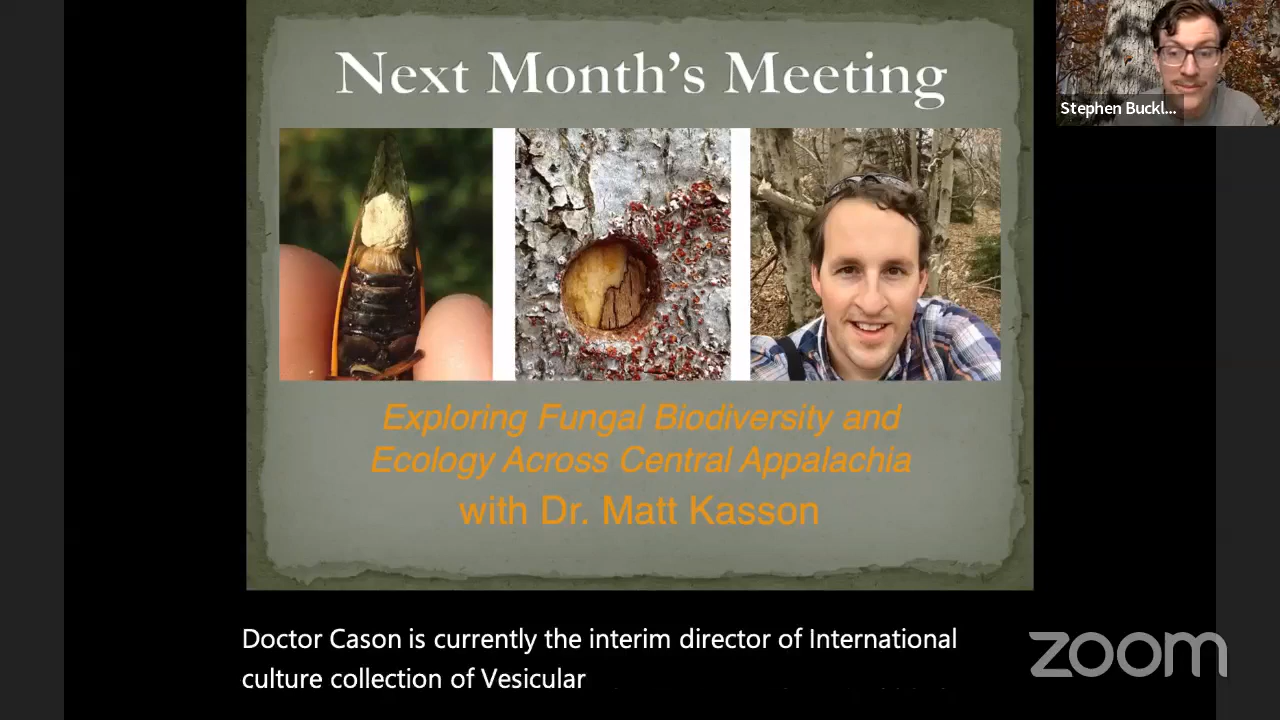 Next Month's Meeting
Stephen Buckl...
Exploring Fungal Biodiversity and
Ecology Across Central Appalachia
with Dr. Matt Kasson
Doctor Cason is currently the interim director of International
culture collection of Vesicular
zoom